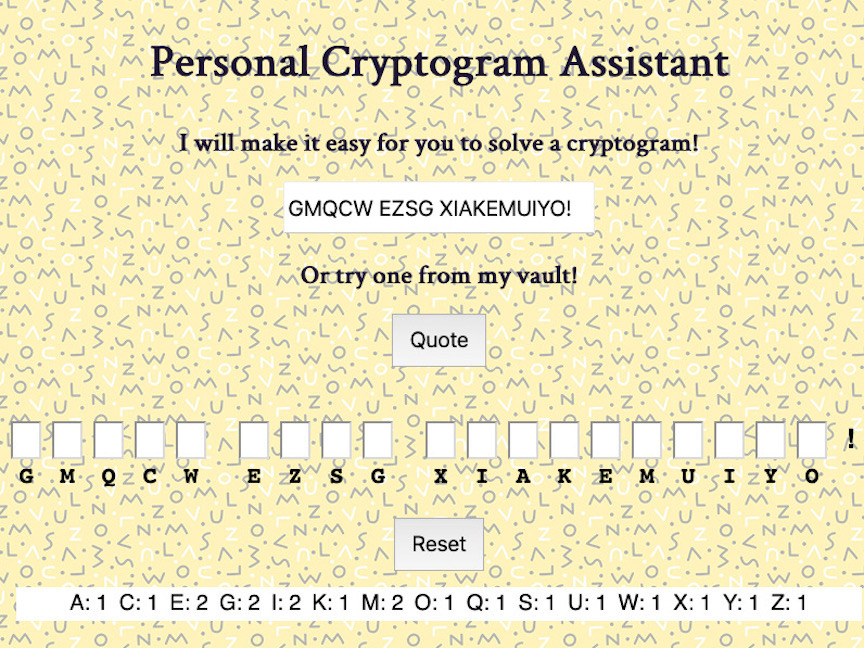 Personal Cryptogram Assistant
I will make it easy for you to solve a cryptogram!
GMQCW EZSG XIAKEMUIYO!
Or try one from my vault!
Quote
!
G M Q C W E Z S G X I A K E M U I Y O
Reset
A: 1 C: 1 E: 2 G: 2 I: 2 K: 1 M: 2 O: 1 Q: 1 S: 1 U: 1 W: 1 X: 1 Y: 1 Z: 1